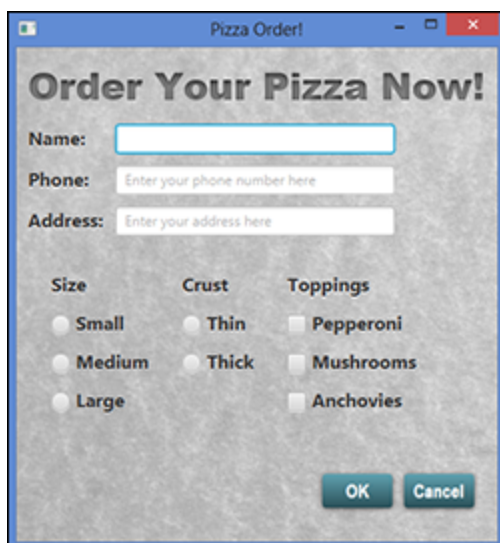 Pizza Order!
Order Your Pizza Now!
Name:
Phone: Enter your phone number here
Address: Enter your address here
Size Crust Toppings
Small Thin Pepperoni
Medium Thick Mushrooms
Large Anchovies
OK Cancel